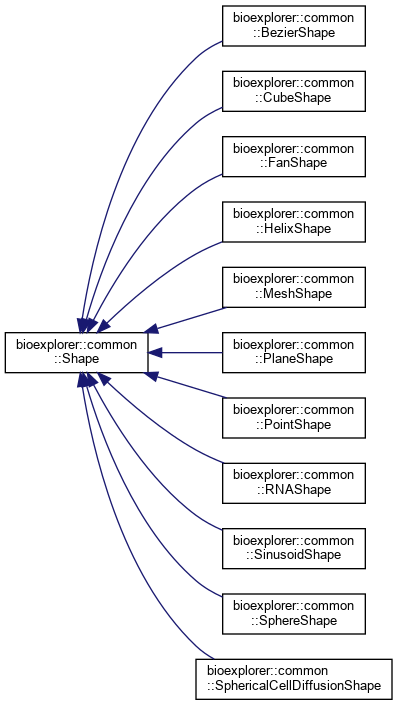 bioexplorer::common
::BezierShape
bioexplorer::common
::CubeShape
bioexplorer::common
::FanShape
bioexplorer::common
::HelixShape
bioexplorer::common
::MeshShape
bioexplorer::common
::Shape
bioexplorer::common
::PlaneShape
bioexplorer::common
::PointShape
bioexplorer::common
::RNAShape
bioexplorer::common
::SinusoidShape
bioexplorer::common
::SphereShape
bioexplorer::common
::SphericalCellDiffusionShape